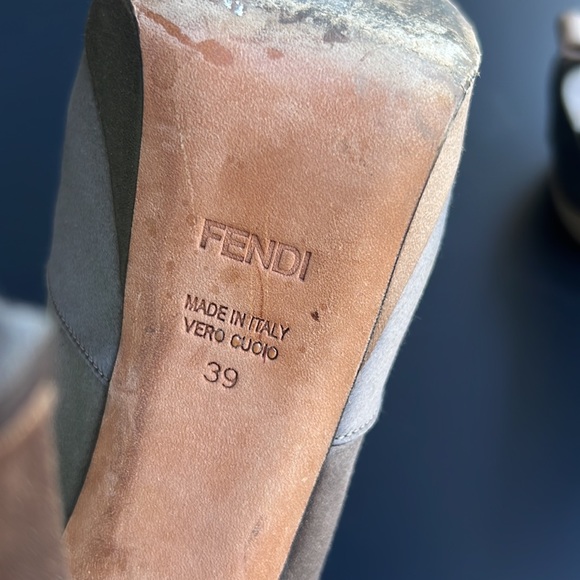 FENDI
MADE IN ITALY
VERO CUOIO
39